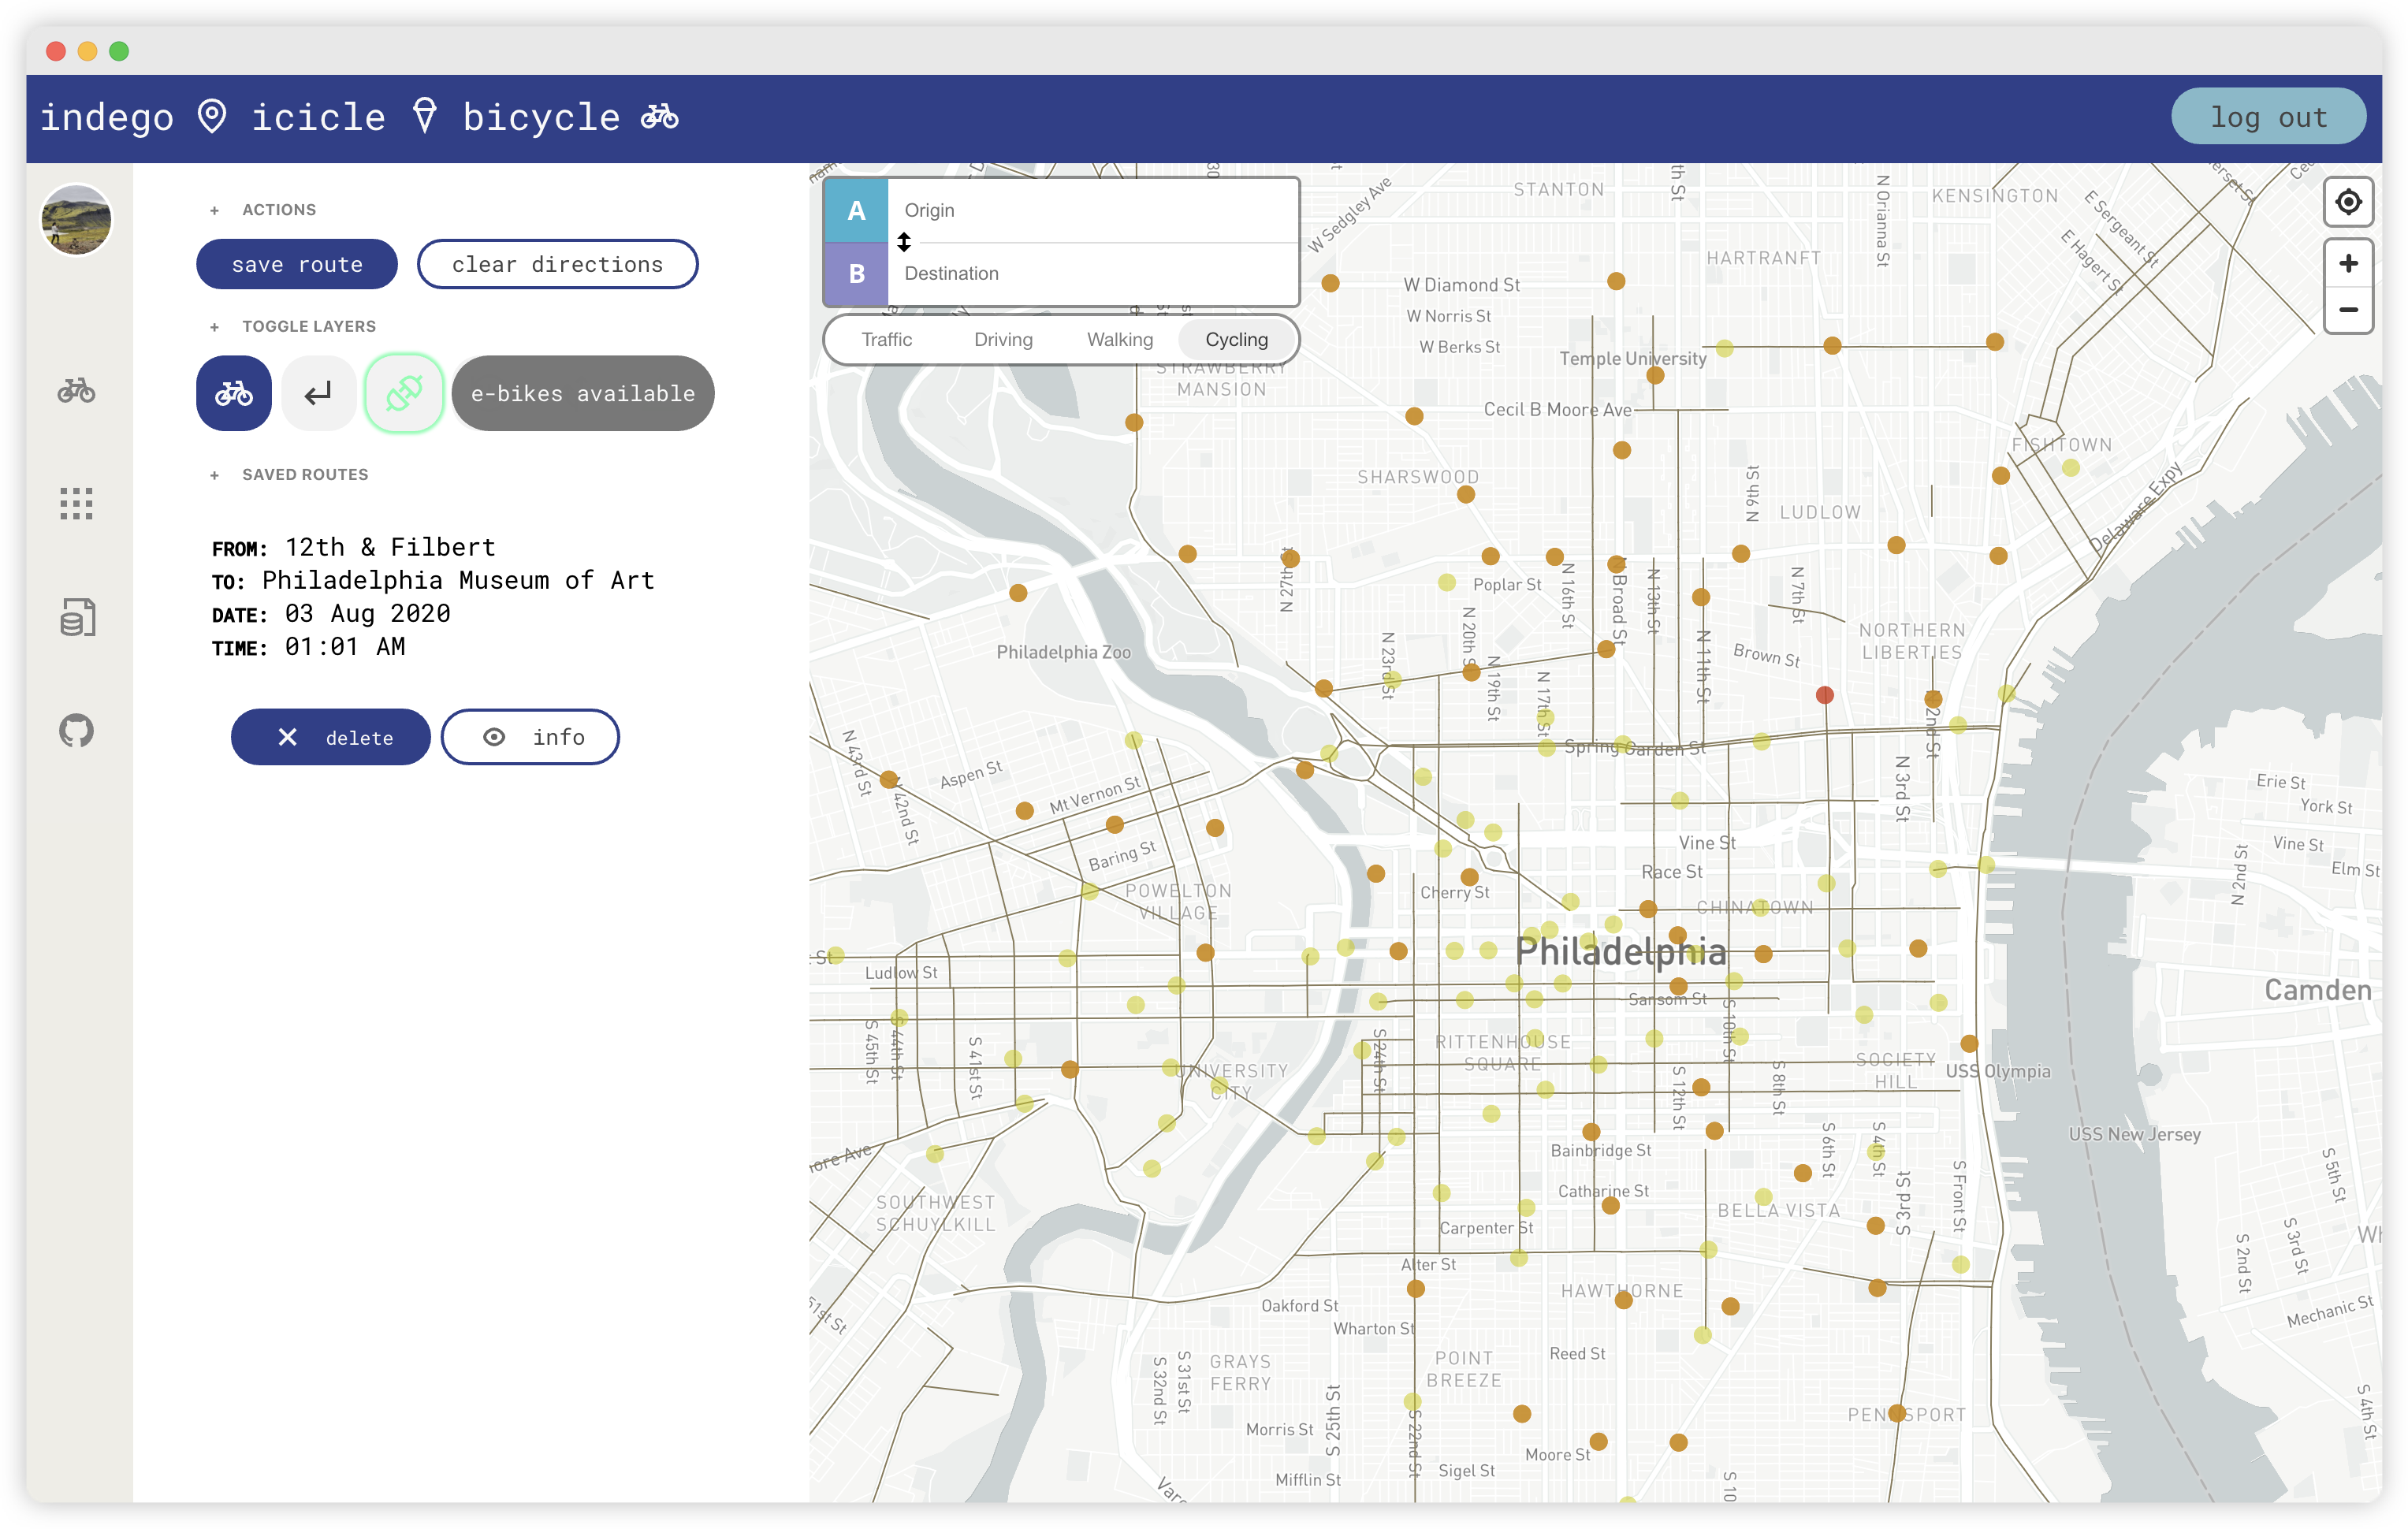 indego icicle bicycle
log out
+ ACTIONS
save route
clear directions
+ TOGGLE LAYERS
e-bikes available
+ SAVED ROUTES
FROM: 12th & Filbert
TO: Philadelphia Museum of Art
DATE: 03 Aug 2020
TIME: 01:01 AM
delete
info
A Origin
B Destination
Traffic Driving Walking Cycling
STANTON
KENSINGTON
W Sedgley Ave
N Orianna St
E Sergeant St
E Hagert St
HARTRANFT
W Diamond St
W Norris St
W Berks St
Temple University
STRAWBERRY
MANSION
Cecil B Moore Ave
FISHTOWN
SHARSWOOD
N 9th St
LUDLOW
Delaware Expy
N 27th St
Poplar St
N 16th St
N Broad St
N 13th St
N 7th St
N 20th St
N 23rd St
N 19th St
N 17th St
N 11th St
Brown St
NORTHERN
LIBERTIES
Philadelphia Zoo
N 2nd St
Spring Garden St
N 43rd St
N 42nd St
Aspen St
Mt Vernon St
Baring St
N 3rd St
Erie St
York St
Vine St
Elm St
N 2nd St
Vine St
Race St
Cherry St
CHINATOWN
POWELTON
VILLAGE
Philadelphia
Ludlow St
Sansom St
Camden
S 45th St
S 44th St
S 41st St
S 24th St
RITTENHOUSE
SQUARE
S 10th St
SOCIETY
HILL
USS Olympia
UNIVERSITY
CITY
S 12th St
S 8th St
USS New Jersey
Bainbridge St
S 6th St
S 4th St
S Front St
S 3rd St
S 5th St
Catharine St
BELLA VISTA
SOUTHWEST
SCHUYLKILL
Carpenter St
S 2nd St
S 3rd St
Alter St
HAWTHORNE
Oakford St
Wharton St
Mechanic St
51st St
Reed St
GRAYS
FERRY
POINT
BREEZE
S 32nd St
S 31st St
S 25th St
S 22nd St
S 4th St
PENNSPORT
Morris St
Moore St
Mifflin St
Sigel St
S 10